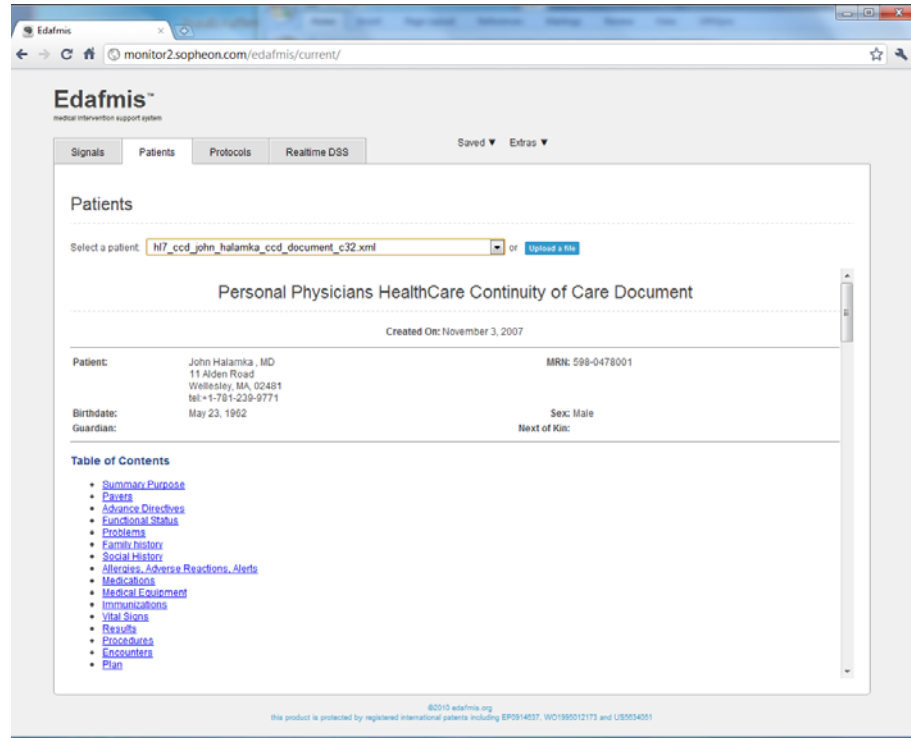 Edafmis
monitor2.sopheon.com/edafmis/current/
Edafmis™
medical intervention support system
Signals Patients Protocols Realtime DSS Saved ▼ Extras ▼
Patients
Select a patient: hl7_ccd_john_halamka_ccd_document_c32.xml or Upload a file
Personal Physicians HealthCare Continuity of Care Document
Created On: November 3, 2007
Patient: John Halamka , MD MRN: 598-0478001
11 Alden Road
Wellesley, MA, 02481
tel:+1-781-239-9771
Birthdate: May 23, 1962 Sex: Male
Guardian: Next of Kin:
Table of Contents
Summary Purpose
Payers
Advance Directives
Functional Status
Problems
Family history
Social History
Allergies, Adverse Reactions, Alerts
Medications
Medical Equipment
Immunizations
Vital Signs
Results
Procedures
Encounters
Plan
©2010 edafmis.org
this product is protected by registered international patents including EP0914637, WO1995012173 and US5634051